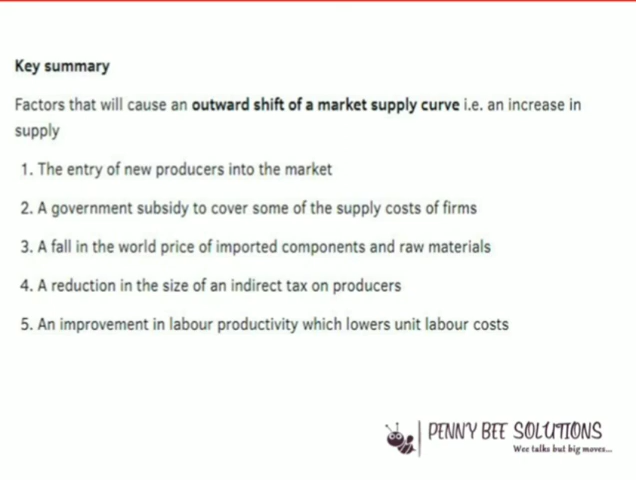 Key summary
Factors that will cause an outward shift of a market supply curve i.e. an increase in
supply
1. The entry of new producers into the market
2. A government subsidy to cover some of the supply costs of firms
3. A fall in the world price of imported components and raw materials
4. A reduction in the size of an indirect tax on producers
5. An improvement in labour productivity which lowers unit labour costs
PENNY BEE SOLUTIONS
Wee talks but big moves...